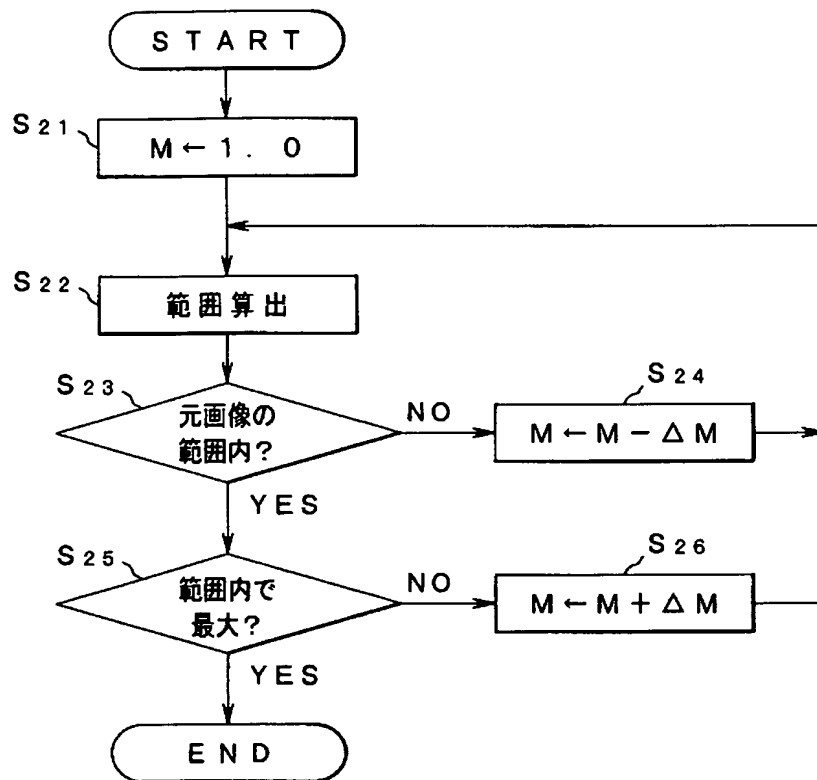 START
S21
M←1.0
S22
範囲算出
S23
元画像の
範囲内?
NO
S24
M←M-ΔM
YES
S25
範囲内で
最大?
NO
S26
M←M+ΔM
YES
END